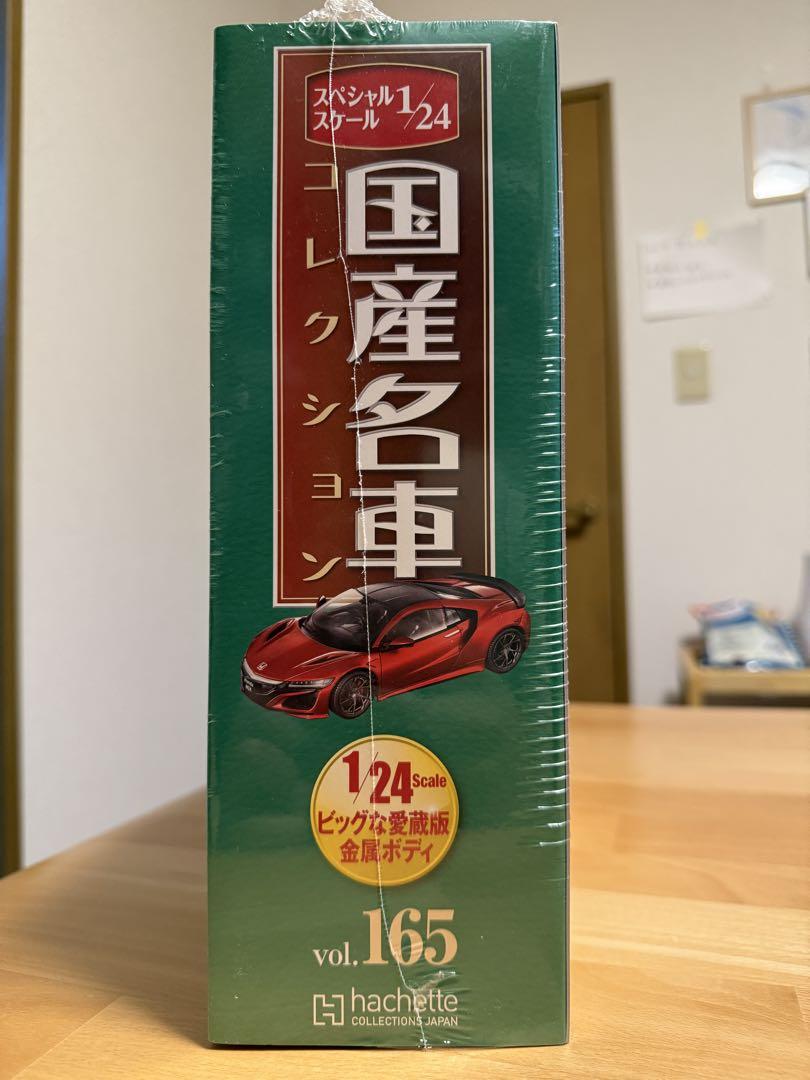 スペシャル
スケール 1/24
国産名車
コレクション
1/24 Scale
ビッグな愛蔵版
金属ボディ
vol.165
hachette
COLLECTIONS JAPAN